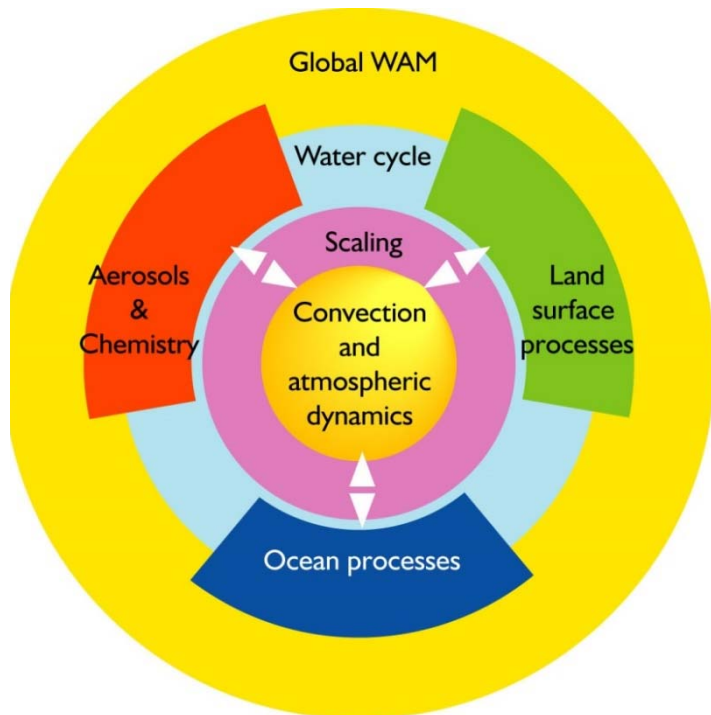 Global WAM
Water cycle
Scaling
Aerosols
&
Chemistry
Convection
and
atmospheric
dynamics
Land
surface
processes
Ocean processes